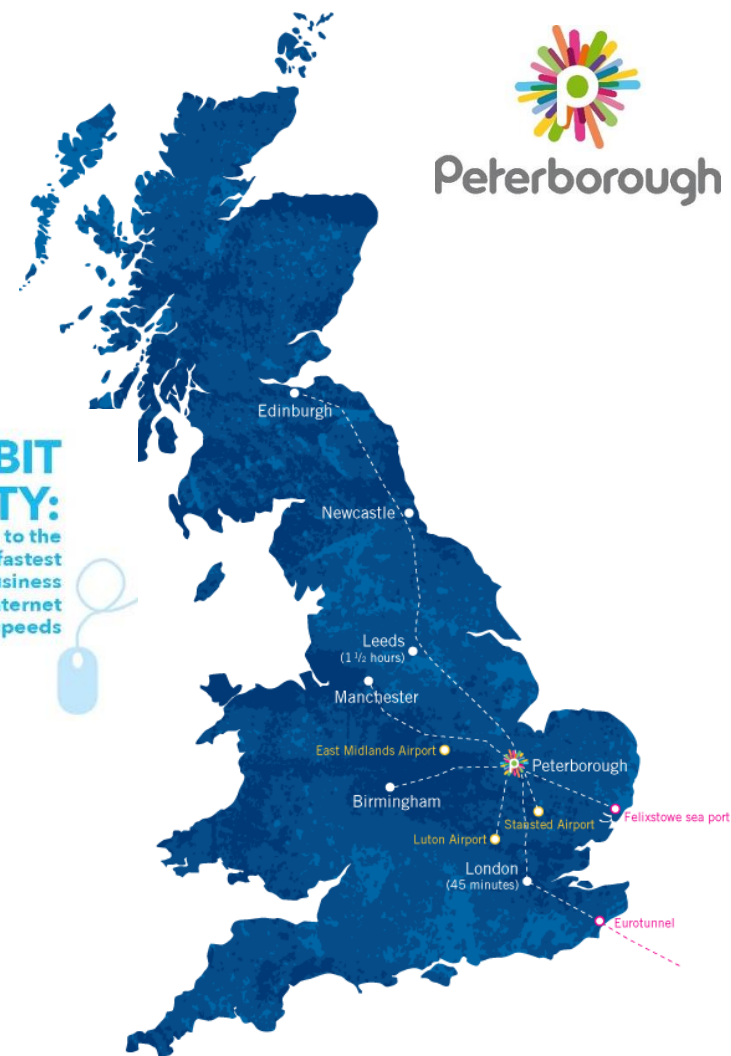 Peterborough
Edinburgh
BIT
TY:
to the
fastest
siness
ternet
peeds
Newcastle
Leeds
(1 ½ hours)
Manchester
East Midlands Airport
Peterborough
Birmingham
Felixstowe sea port
Stansted Airport
Luton Airport
London
(45 minutes)
Eurotunnel